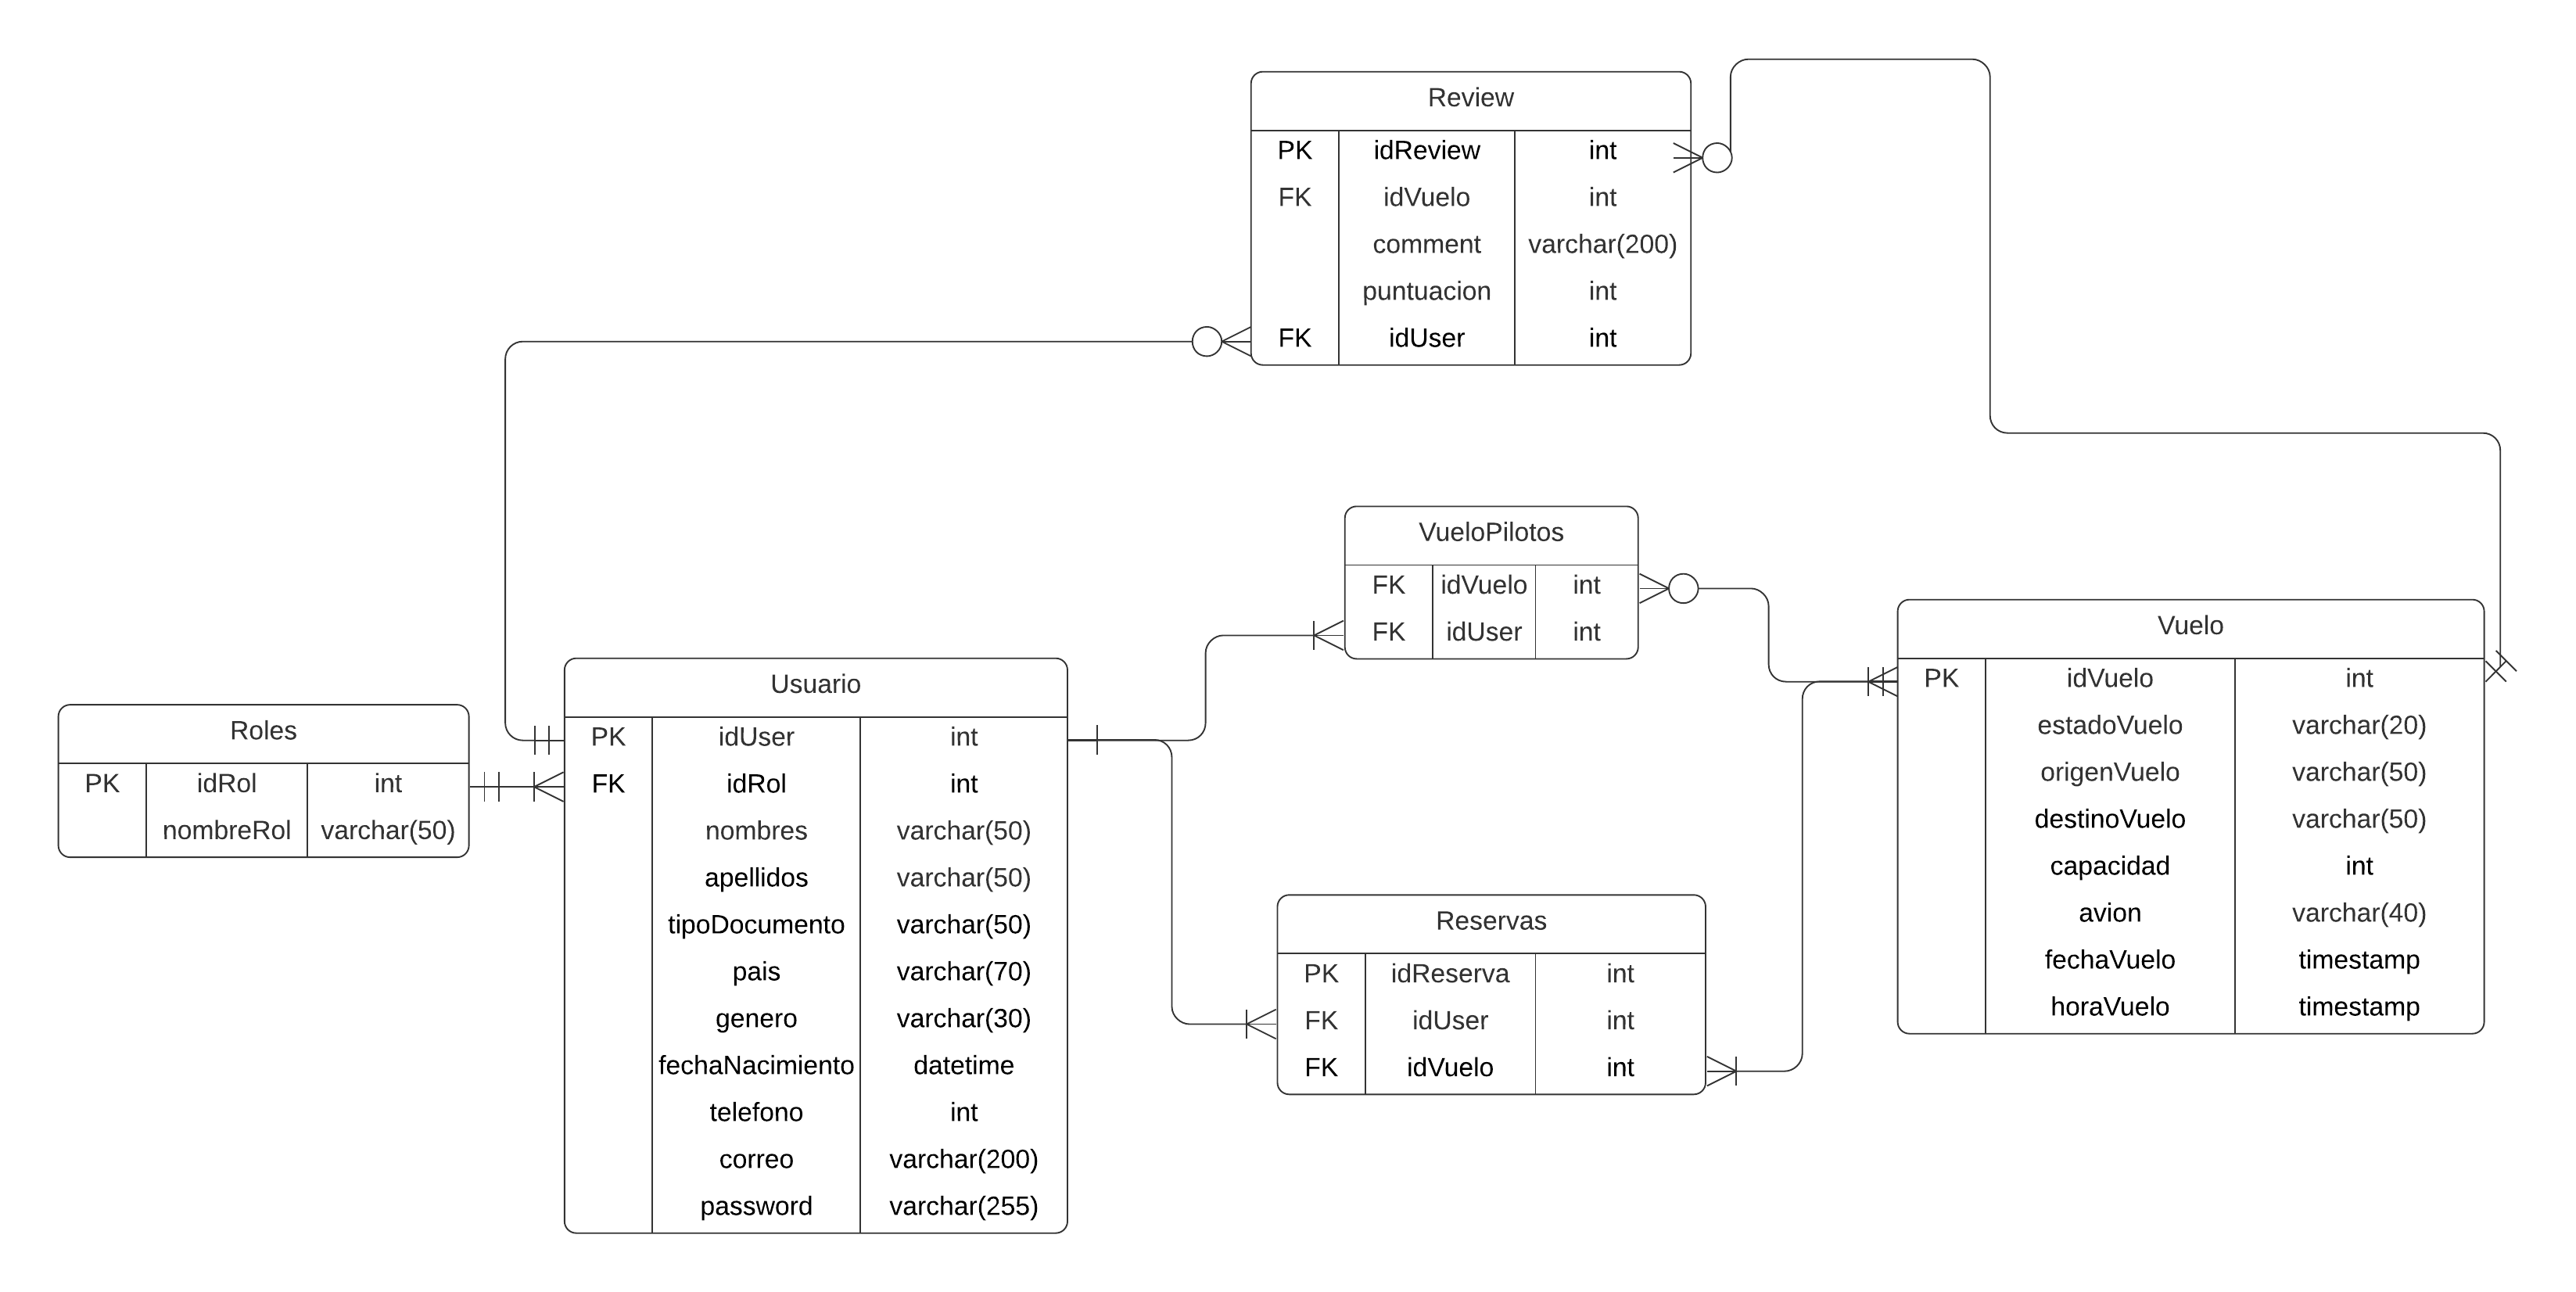 Review
PK idReview int
FK idVuelo int
comment varchar(200)
puntuacion int
FK idUser int
VueloPilotos
FK idVuelo int
FK idUser int
Vuelo
PK idVuelo int
estadoVuelo varchar(20)
origenVuelo varchar(50)
destinoVuelo varchar(50)
capacidad int
avion varchar(40)
fechaVuelo timestamp
horaVuelo timestamp
Usuario
PK idUser int
FK idRol int
nombres varchar(50)
apellidos varchar(50)
tipoDocumento varchar(50)
pais varchar(70)
genero varchar(30)
fechaNacimiento datetime
telefono int
correo varchar(200)
password varchar(255)
Roles
PK idRol int
nombreRol varchar(50)
Reservas
PK idReserva int
FK idUser int
FK idVuelo int